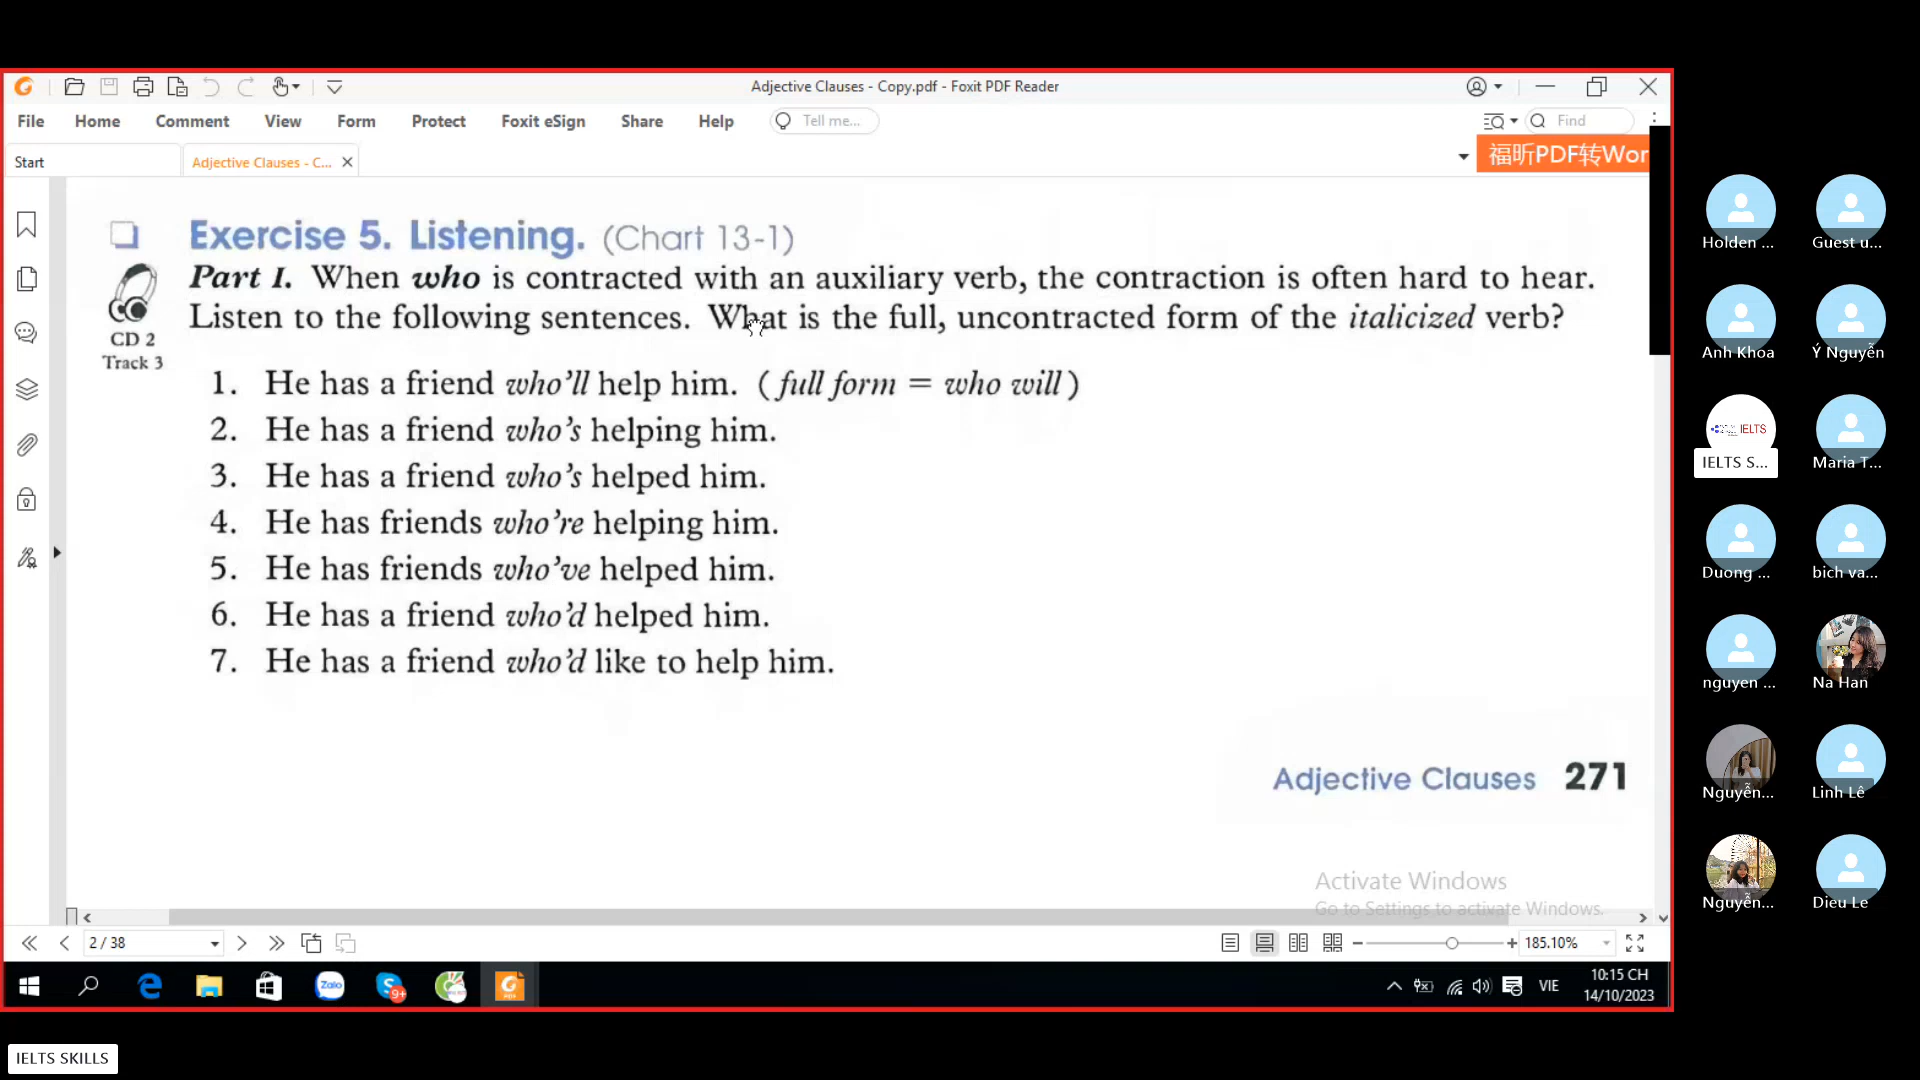 Adjective Clauses - Copy.pdf - Foxit PDF Reader
File Home Comment View Form Protect Foxit eSign Share Help Tell me... Find
Start Adjective Clauses - C... 福昕PDF转Wor
Exercise 5. Listening. (Chart 13-1)
CD 2
Track 3
Part I. When who is contracted with an auxiliary verb, the contraction is often hard to hear.
Listen to the following sentences. What is the full, uncontracted form of the italicized verb?
1. He has a friend who'll help him. (full form = who will)
2. He has a friend who's helping him.
3. He has a friend who's helped him.
4. He has friends who're helping him.
5. He has friends who've helped him.
6. He has a friend who'd helped him.
7. He has a friend who'd like to help him.
Adjective Clauses 271
Activate Windows
Go to Settings to activate Windows.
2 / 38 185.10%
Zalo 9+ VIE 10:15 CH
14/10/2023
Holden ... Guest u...
Anh Khoa Ý Nguyễn
IELTS
IELTS S... Maria T...
Duong ... bich va...
nguyen ... Na Han
Nguyễn... Linh Lê
Nguyễn... Dieu Le
IELTS SKILLS